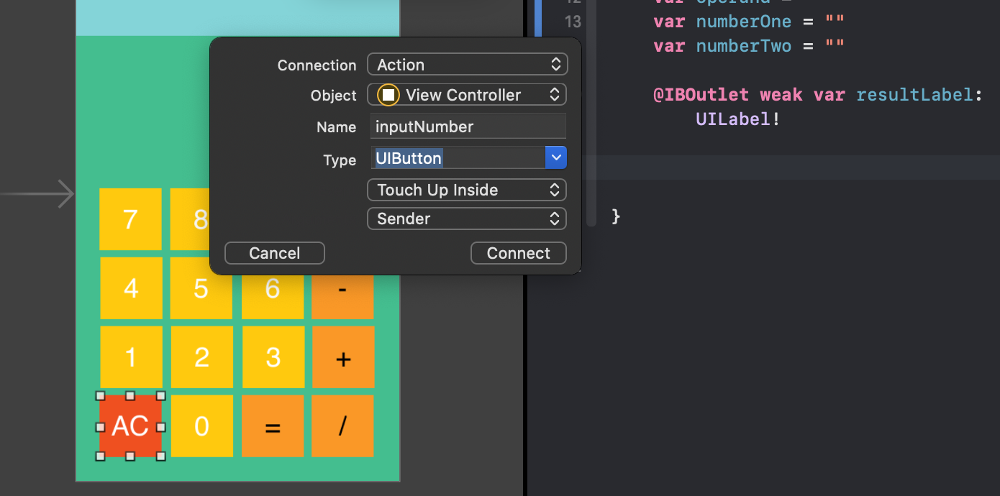 12
var operand =
13
var numberOne = ""
var numberTwo = ""
@IBOutlet weak var resultLabel:
UILabel!
}
Connection Action
Object View Controller
Name inputNumber
Type UIButton
Touch Up Inside
Sender
Cancel Connect
7 8
4 5 6 -
1 2 3 +
AC 0 = /